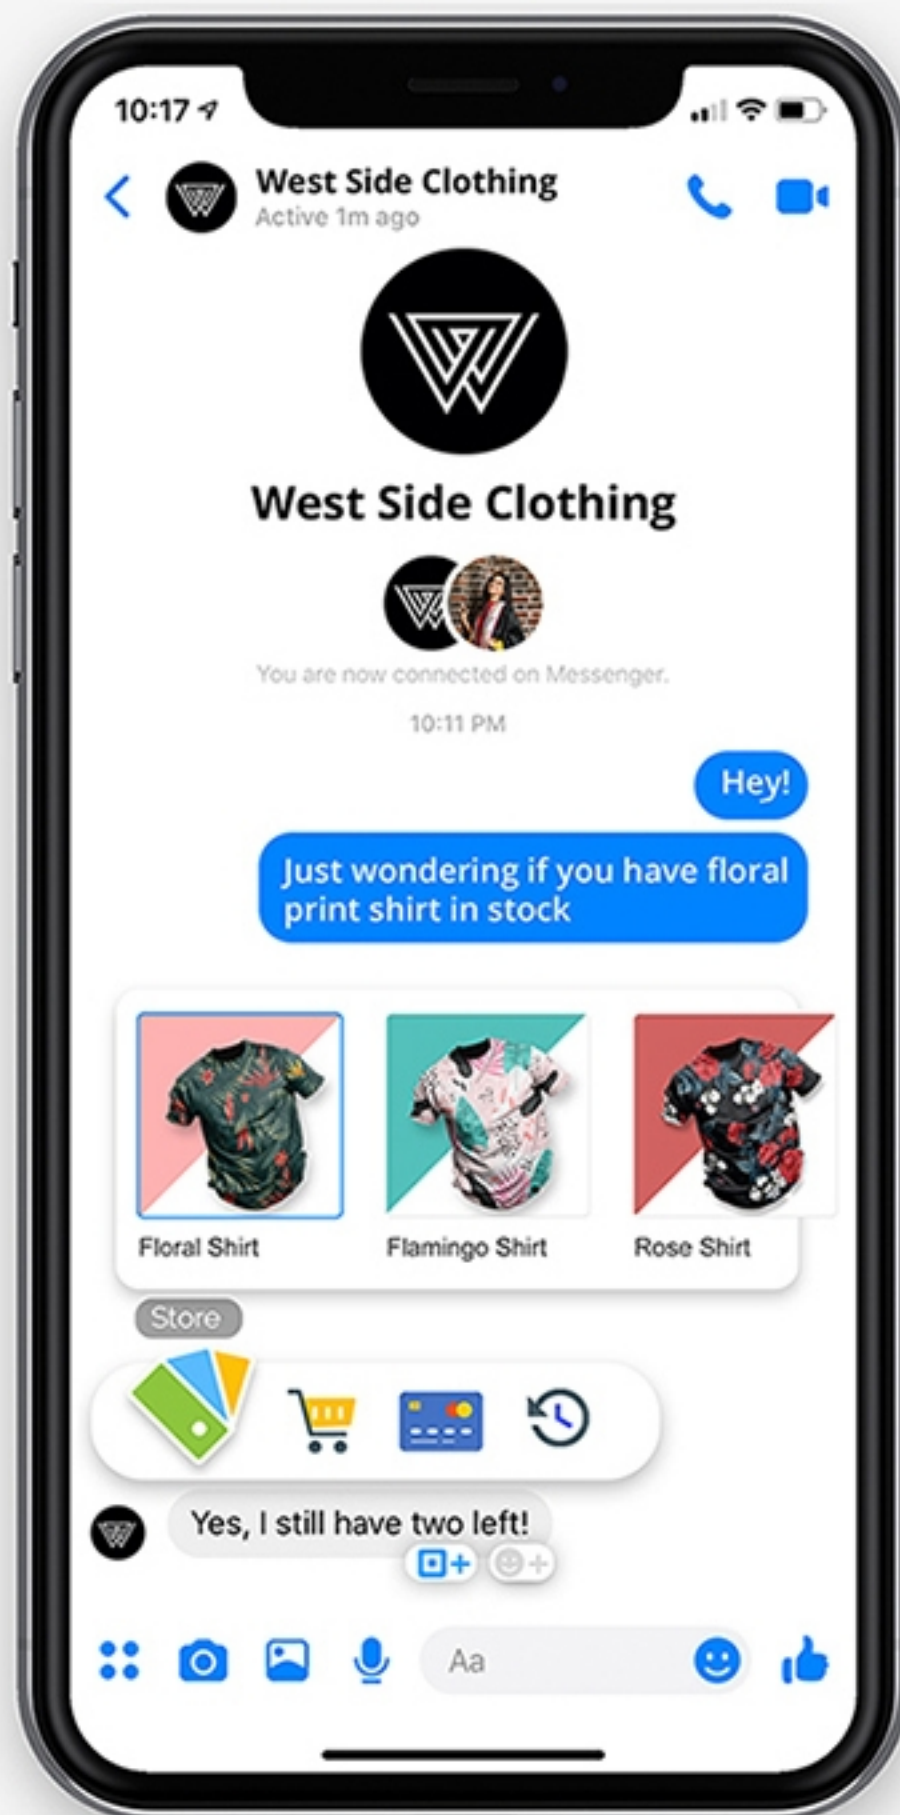 10:17
West Side Clothing
Active 1m ago
West Side Clothing
You are now connected on Messenger.
10:11 PM
Hey!
Just wondering if you have floral
print shirt in stock
Floral Shirt
Flamingo Shirt
Rose Shirt
Store
Yes, I still have two left!
Aa